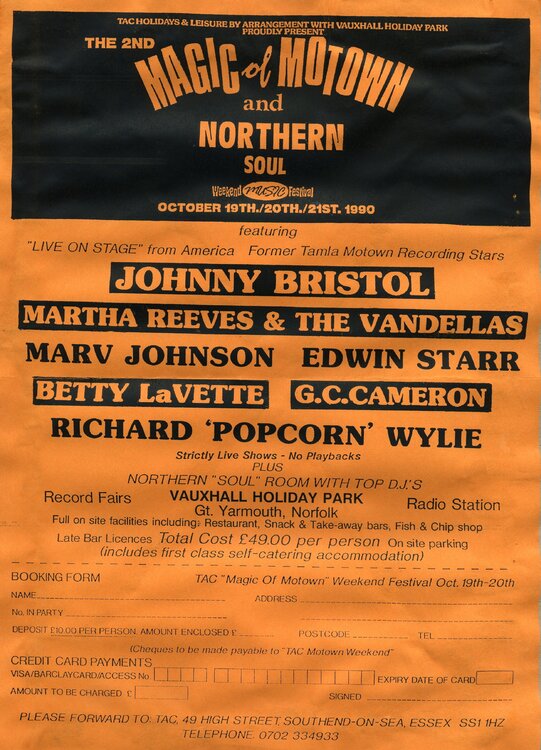 TAC HOLIDAYS & LEISURE BY ARRANGEMENT WITH VAUXHALL HOLIDAY PARK
PROUDLY PRESENT
THE 2ND
MAGIC of MOTOWN
and
NORTHERN
SOUL
Weekend MUSIC Festival
OCTOBER 19TH./20TH./21ST. 1990
featuring
"LIVE ON STAGE" from America Former Tamla Motown Recording Stars
JOHNNY BRISTOL
MARTHA REEVES & THE VANDELLAS
MARV JOHNSON EDWIN STARR
BETTY LaVETTE G.C.CAMERON
RICHARD 'POPCORN' WYLIE
Strictly Live Shows - No Playbacks
PLUS
NORTHERN "SOUL" ROOM WITH TOP D.J.'S
Record Fairs VAUXHALL HOLIDAY PARK Radio Station
Gt. Yarmouth, Norfolk
Full on site facilities including: Restaurant, Snack & Take-away bars, Fish & Chip shop
Late Bar Licences Total Cost £49.00 per person On site parking
(includes first class self-catering accommodation)
BOOKING FORM TAC "Magic Of Motown" Weekend Festival Oct. 19th-20th
NAME ADDRESS
No. IN PARTY
DEPOSIT £10.00 PER PERSON. AMOUNT ENCLOSED £ POSTCODE TEL
(Cheques to be made payable to "TAC Motown Weekend"
CREDIT CARD PAYMENTS
VISA/BARCLAYCARD/ACCESS No EXPIRY DATE OF CARD
AMOUNT TO BE CHARGED £ SIGNED
PLEASE FORWARD TO: TAC, 49 HIGH STREET, SOUTHEND-ON-SEA, ESSEX SS1 1HZ
TELEPHONE: 0702 334933